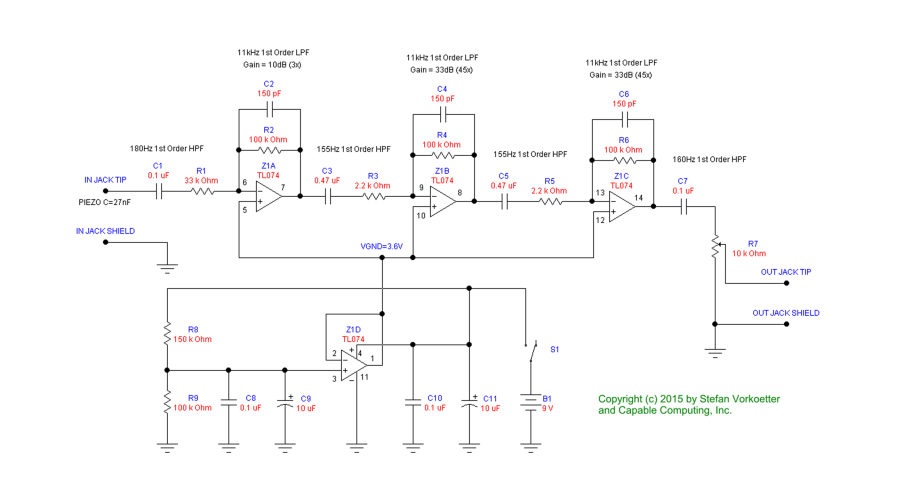 11kHz 1st Order LPF
Gain = 10dB (3x)
11kHz 1st Order LPF
Gain = 33dB (45x)
11kHz 1st Order LPF
Gain = 33dB (45x)
C2
150 pF
C4
150 pF
C6
150 pF
R2
100 k Ohm
R4
100 k Ohm
R6
100 k Ohm
180Hz 1st Order HPF
155Hz 1st Order HPF
155Hz 1st Order HPF
160Hz 1st Order HPF
C1
0.1 uF
R1
33 k Ohm
Z1A
TL074
6
7
5
C3
0.47 uF
R3
2.2 k Ohm
Z1B
TL074
9
8
10
C5
0.47 uF
R5
2.2 k Ohm
Z1C
TL074
13
14
12
C7
0.1 uF
IN JACK TIP
PIEZO C=27nF
IN JACK SHIELD
VGND=3.6V
R7
10 k Ohm
OUT JACK TIP
OUT JACK SHIELD
R8
150 k Ohm
Z1D
TL074
2
4
1
3
11
S1
R9
100 k Ohm
C8
0.1 uF
C9
10 uF
C10
0.1 uF
C11
10 uF
B1
9 V
Copyright (c) 2015 by Stefan Vorkoetter
and Capable Computing, Inc.